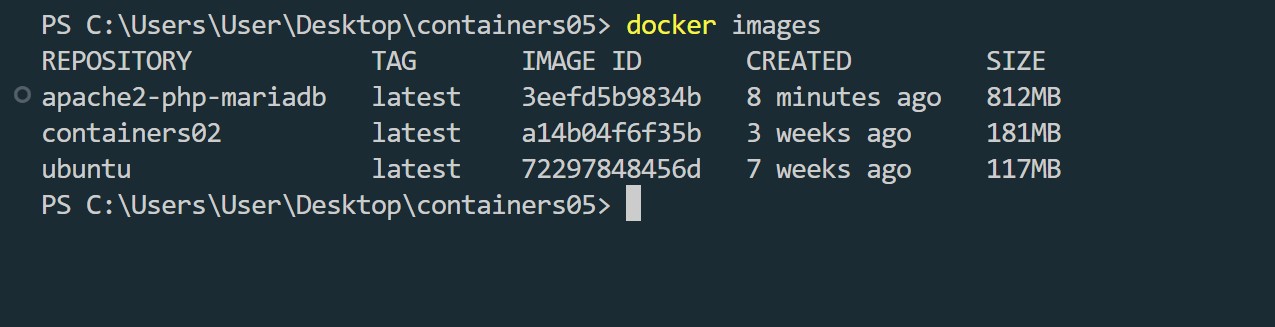 PS C:\Users\User\Desktop\containers05> docker images
REPOSITORY            TAG       IMAGE ID       CREATED         SIZE
apache2-php-mariadb   latest    3eefd5b9834b   8 minutes ago   812MB
containers02          latest    a14b04f6f35b   3 weeks ago     181MB
ubuntu                latest    72297848456d   7 weeks ago     117MB
PS C:\Users\User\Desktop\containers05>